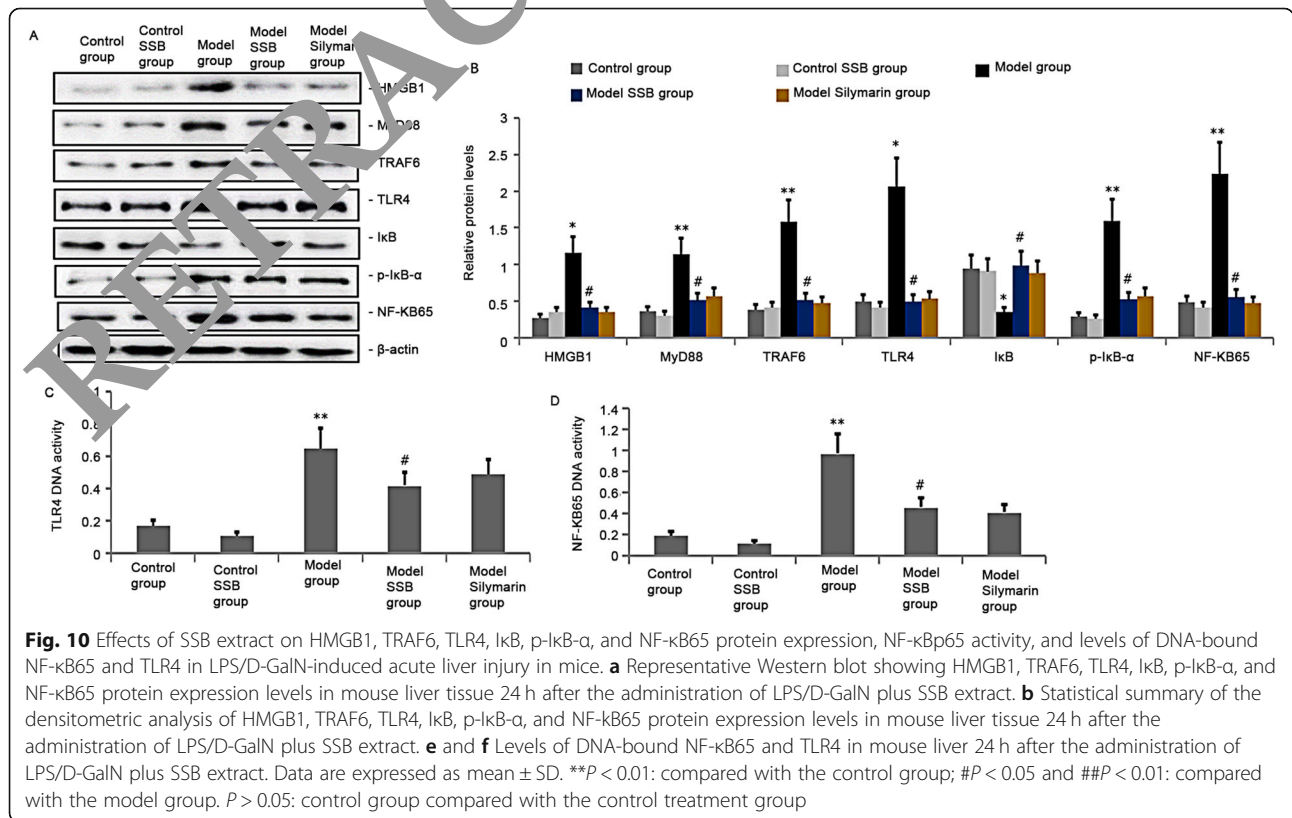 A
Control
group
Control
SSB
group
Model
group
Model
SSB
group
Model
Silymarin
group
- HMGB1
- MyD88
TRAF6
- TLR4
- IκB
- p-IκB-α
- NF-KB65
- β-actin
RETRAC
B
Control group
Control SSB group
Model group
Model SSB group
Model Silymarin group
Relative protein levels
3
2.5
2
1.5
1
0.5
0
* # ** # ** # * # * # ** # ** #
HMGB1 MyD88 TRAF6 TLR4 IκB p-IκB-α NF-KB65
C
TLR4 DNA activity
1
0.8
0.6
0.4
0.2
0
** #
Control
group
Control
SSB
group
Model
group
Model
SSB
group
Model
Silymarin
group
D
NF-KB65 DNA activity
1.4
1.2
1
0.8
0.6
0.4
0.2
0
** #
Control
group
Control
SSB
group
Model
group
Model
SSB
group
Model
Silymarin
group
Fig. 10 Effects of SSB extract on HMGB1, TRAF6, TLR4, IκB, p-IκB-α, and NF-κB65 protein expression, NF-κBp65 activity, and levels of DNA-bound
NF-κB65 and TLR4 in LPS/D-GalN-induced acute liver injury in mice. a Representative Western blot showing HMGB1, TRAF6, TLR4, IκB, p-IκB-α, and
NF-κB65 protein expression levels in mouse liver tissue 24 h after the administration of LPS/D-GalN plus SSB extract. b Statistical summary of the
densitometric analysis of HMGB1, TRAF6, TLR4, IκB, p-IκB-α, and NF-kB65 protein expression levels in mouse liver tissue 24 h after the
administration of LPS/D-GalN plus SSB extract. e and f Levels of DNA-bound NF-κB65 and TLR4 in mouse liver 24 h after the administration of
LPS/D-GalN plus SSB extract. Data are expressed as mean ± SD. **P < 0.01: compared with the control group; #P < 0.05 and ##P < 0.01: compared
with the model group. P > 0.05: control group compared with the control treatment group